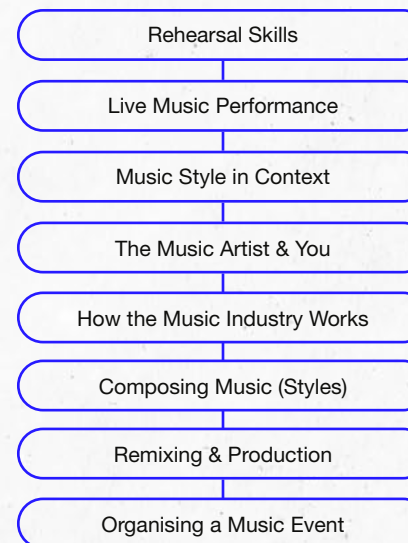 Rehearsal Skills
Live Music Performance
Music Style in Context
The Music Artist & You
How the Music Industry Works
Composing Music (Styles)
Remixing & Production
Organising a Music Event